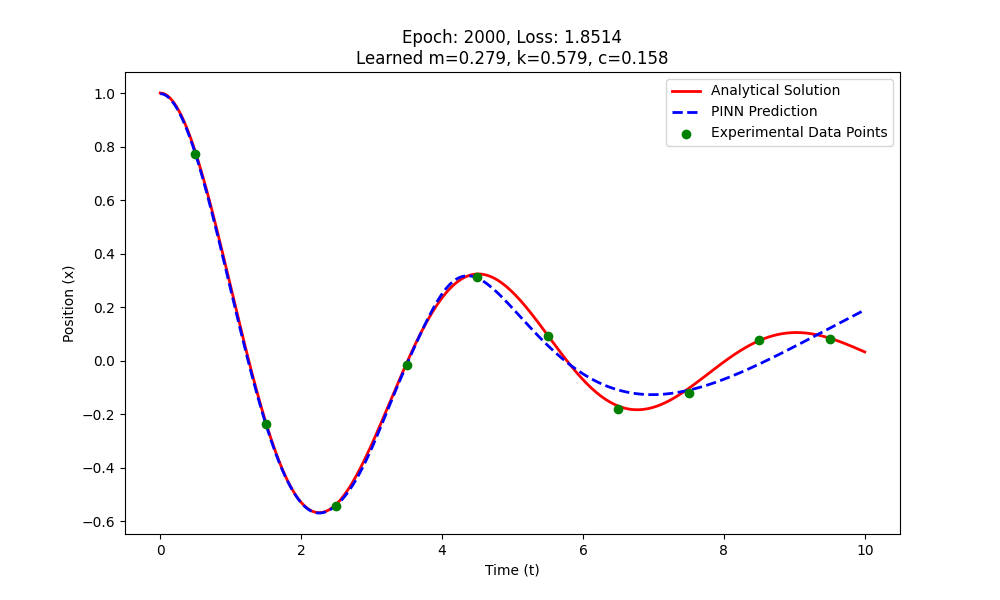 Epoch: 2000, Loss: 1.8514
Learned m=0.279, k=0.579, c=0.158
Analytical Solution
PINN Prediction
Experimental Data Points
1.0
0.8
0.6
0.4
0.2
0.0
−0.2
−0.4
−0.6
Position (x)
0 2 4 6 8 10
Time (t)